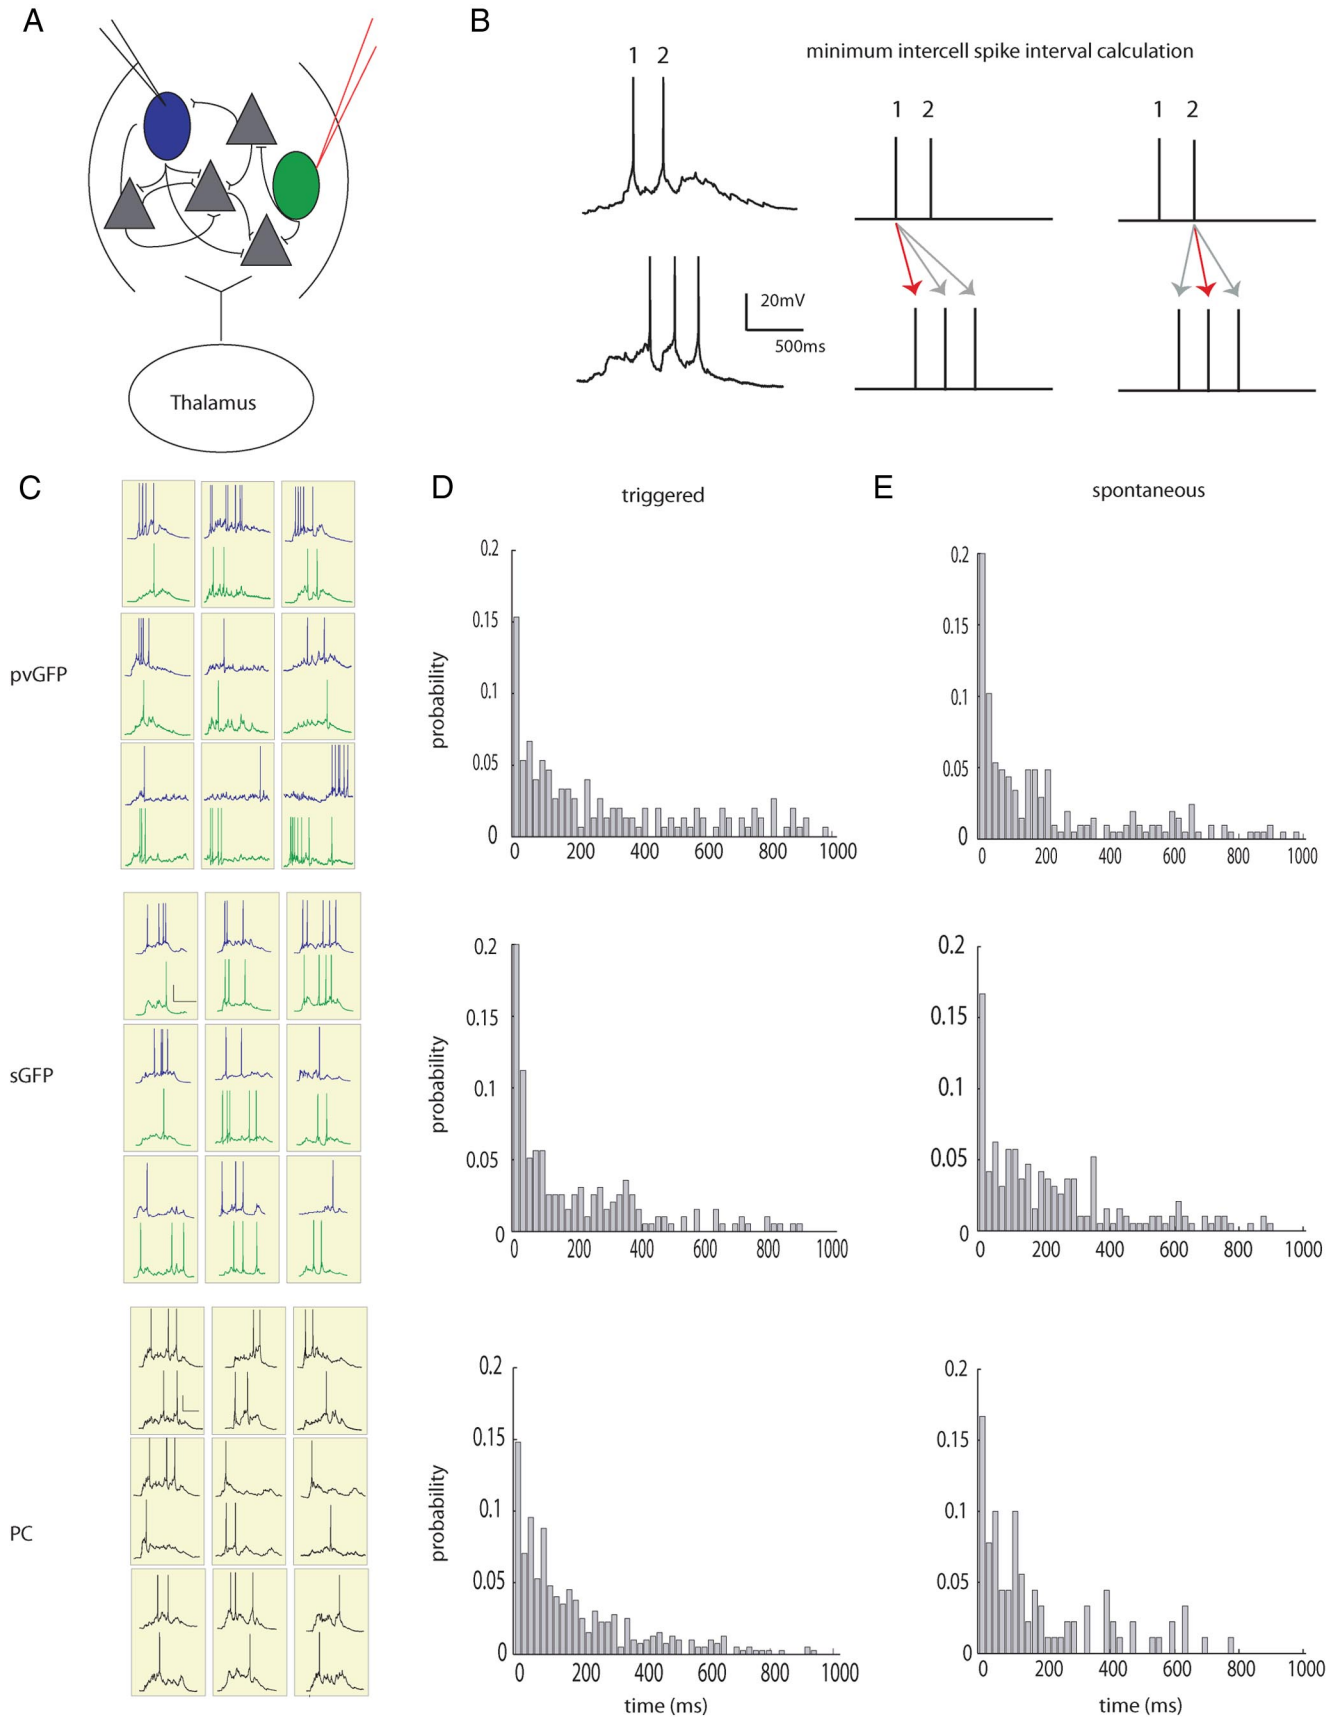 A
B
1 2
minimum intercell spike interval calculation
1 2
1 2
20mV
500ms
Thalamus
C
D
E
triggered
spontaneous
pvGFP
probability
0.2
0.15
0.1
0.05
0
0 200 400 600 800 1000
0.2
0.15
0.1
0.05
0
0 200 400 600 800 1000
sGFP
probability
0.2
0.15
0.1
0.05
0
0 200 400 600 800 1000
0.2
0.15
0.1
0.05
0
0 200 400 600 800 1000
PC
probability
0.2
0.15
0.1
0.05
0
0 200 400 600 800 1000
time (ms)
0.2
0.15
0.1
0.05
0
0 200 400 600 800 1000
time (ms)